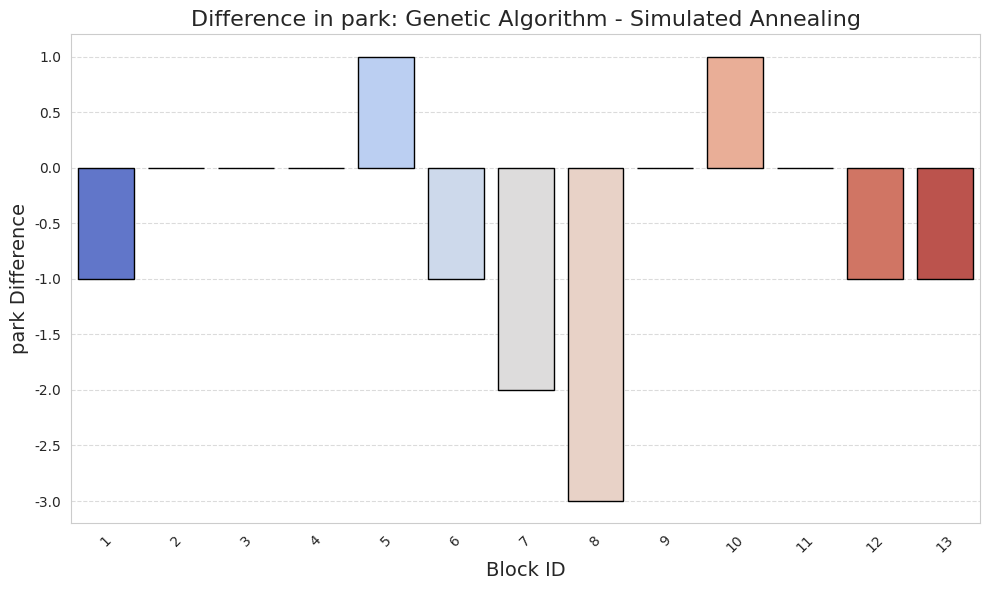 Difference in park: Genetic Algorithm - Simulated Annealing
park Difference
1.0
0.5
0.0
-0.5
-1.0
-1.5
-2.0
-2.5
-3.0
1 2 3 4 5 6 7 8 9 10 11 12 13
Block ID